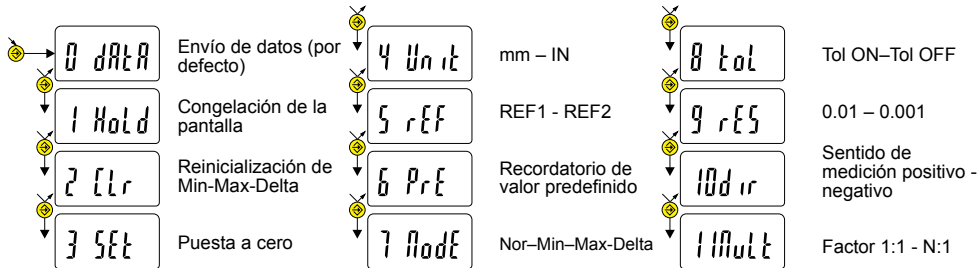 0 dAtA
Envío de datos (por
defecto)
1 Hold
Congelación de la
pantalla
2 CLr
Reinicialización de
Min-Max-Delta
3 SEt
Puesta a cero
4 Unit
mm – IN
5 rEF
REF1 - REF2
6 PrE
Recordatorio de
valor predefinido
7 ModE
Nor–Min–Max-Delta
8 tol
Tol ON–Tol OFF
9 rES
0.01 – 0.001
10dir
Sentido de
medición positivo -
negativo
11Mult
Factor 1:1 - N:1